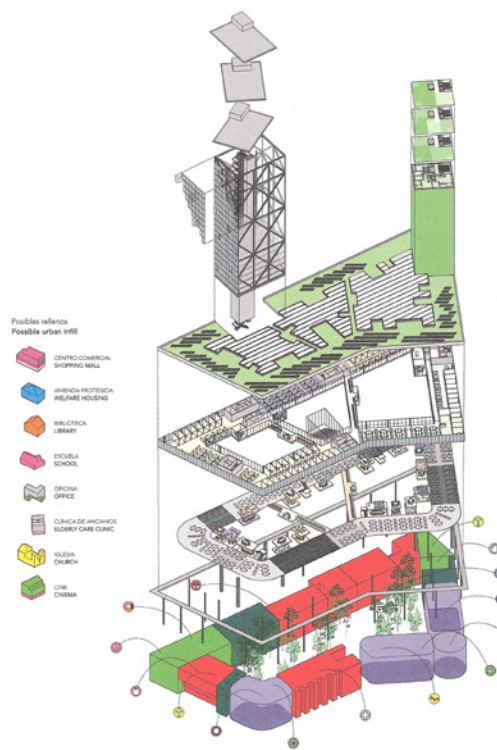 Posibles rellenos
Possible urban infill
CENTRO COMERCIAL
SHOPPING MALL
VIVIENDA PROTEGIDA
WELFARE HOUSING
BIBLIOTECA
LIBRARY
ESCUELA
SCHOOL
OFICINA
OFFICE
CLÍNICA DE ANCIANOS
ELDERLY CARE CLINIC
IGLESIA
CHURCH
CINE
CINEMA